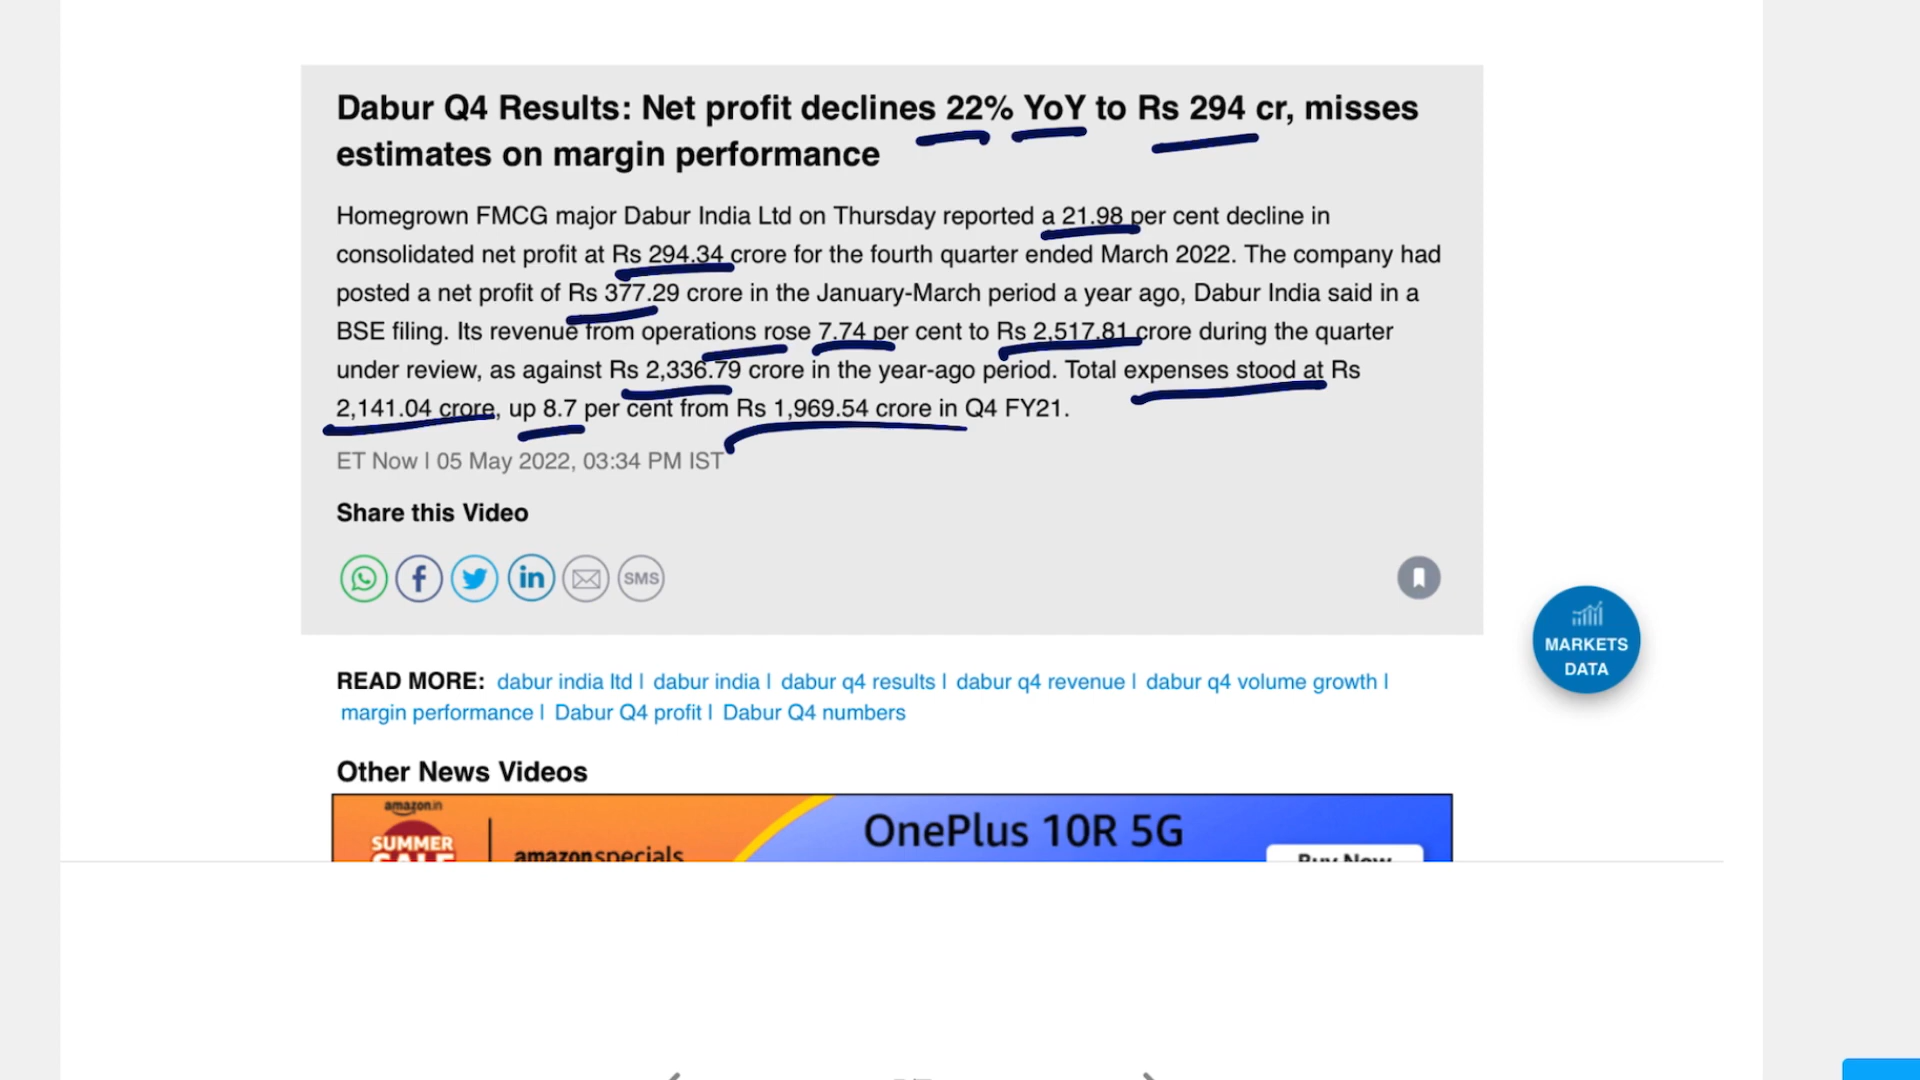 Dabur Q4 Results: Net profit declines 22% YoY to Rs 294 cr, misses
estimates on margin performance
Homegrown FMCG major Dabur India Ltd on Thursday reported a 21.98 per cent decline in
consolidated net profit at Rs 294.34 crore for the fourth quarter ended March 2022. The company had
posted a net profit of Rs 377.29 crore in the January-March period a year ago, Dabur India said in a
BSE filing. Its revenue from operations rose 7.74 per cent to Rs 2,517.81 crore during the quarter
under review, as against Rs 2,336.79 crore in the year-ago period. Total expenses stood at Rs
2,141.04 crore, up 8.7 per cent from Rs 1,969.54 crore in Q4 FY21.
ET Now | 05 May 2022, 03:34 PM IST
Share this Video
SMS
MARKETS
DATA
READ MORE: dabur india ltd | dabur india | dabur q4 results | dabur q4 revenue | dabur q4 volume growth |
margin performance | Dabur Q4 profit | Dabur Q4 numbers
Other News Videos
amazon.in
SUMMER
SALE
amazonspecials
OnePlus 10R 5G
Buy Now